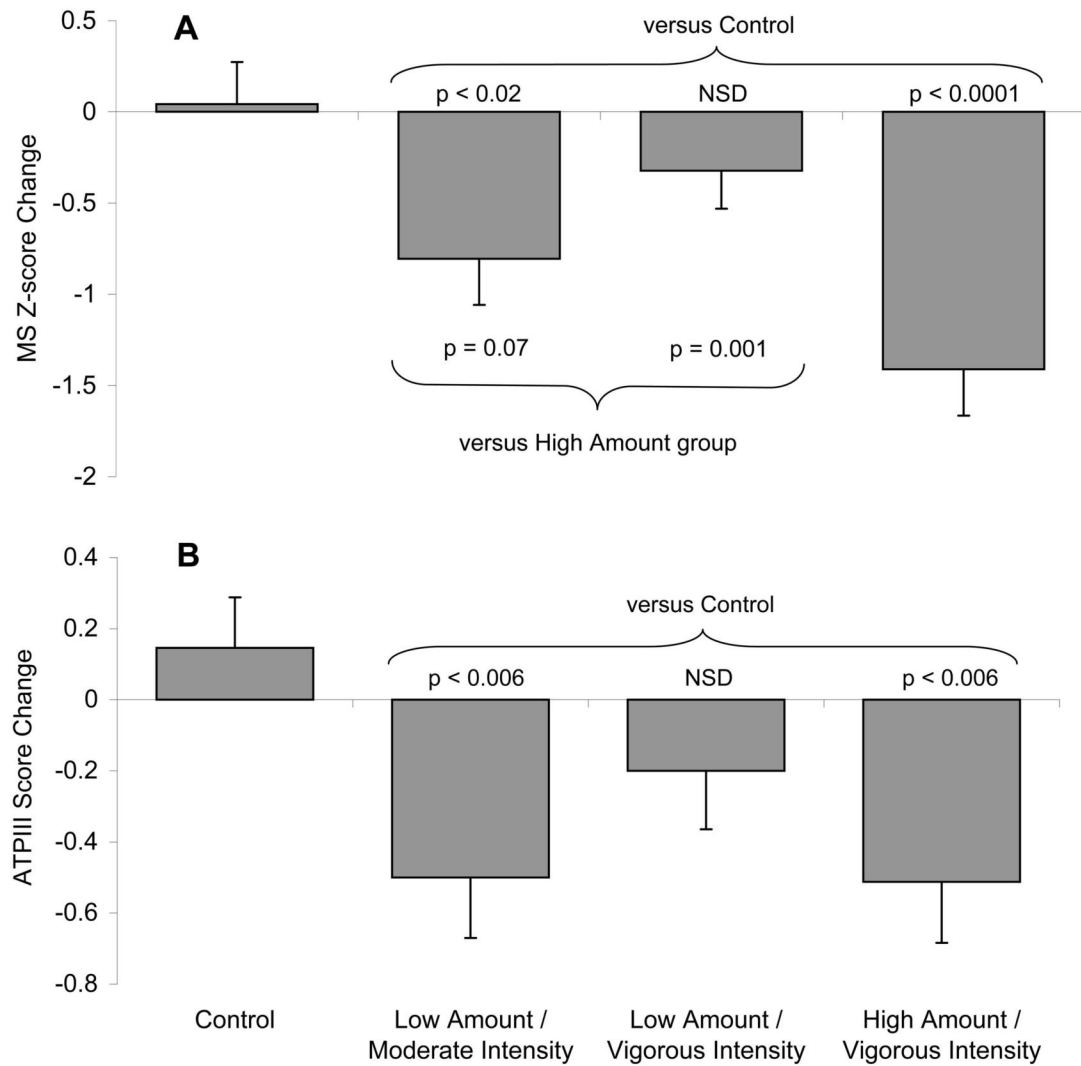 A
versus Control
p < 0.02 NSD p < 0.0001
0.5
0
-0.5
-1
-1.5
-2
MS Z-score Change
p = 0.07 p = 0.001
versus High Amount group
B
versus Control
p < 0.006 NSD p < 0.006
0.4
0.2
0
-0.2
-0.4
-0.6
-0.8
ATPIII Score Change
Control
Low Amount /
Moderate Intensity
Low Amount /
Vigorous Intensity
High Amount /
Vigorous Intensity